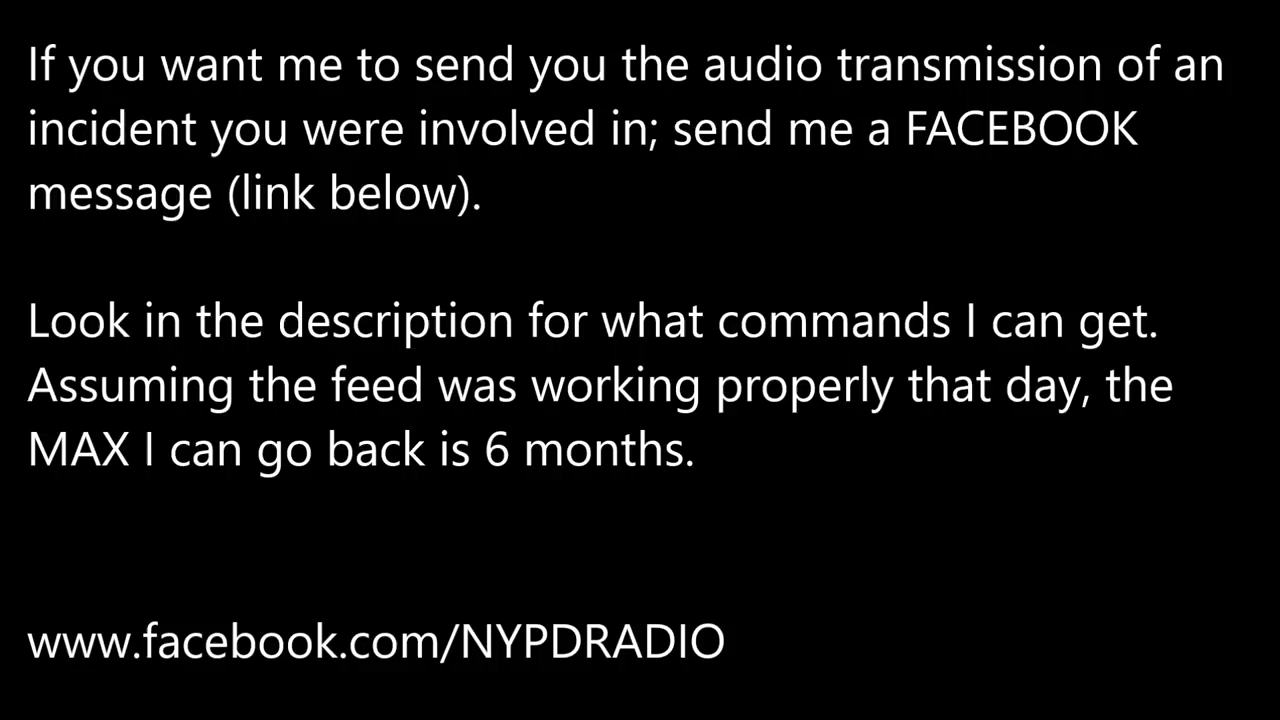 If you want me to send you the audio transmission of an
incident you were involved in; send me a FACEBOOK
message (link below).
Look in the description for what commands I can get.
Assuming the feed was working properly that day, the
MAX I can go back is 6 months.
www.facebook.com/NYPDRADIO